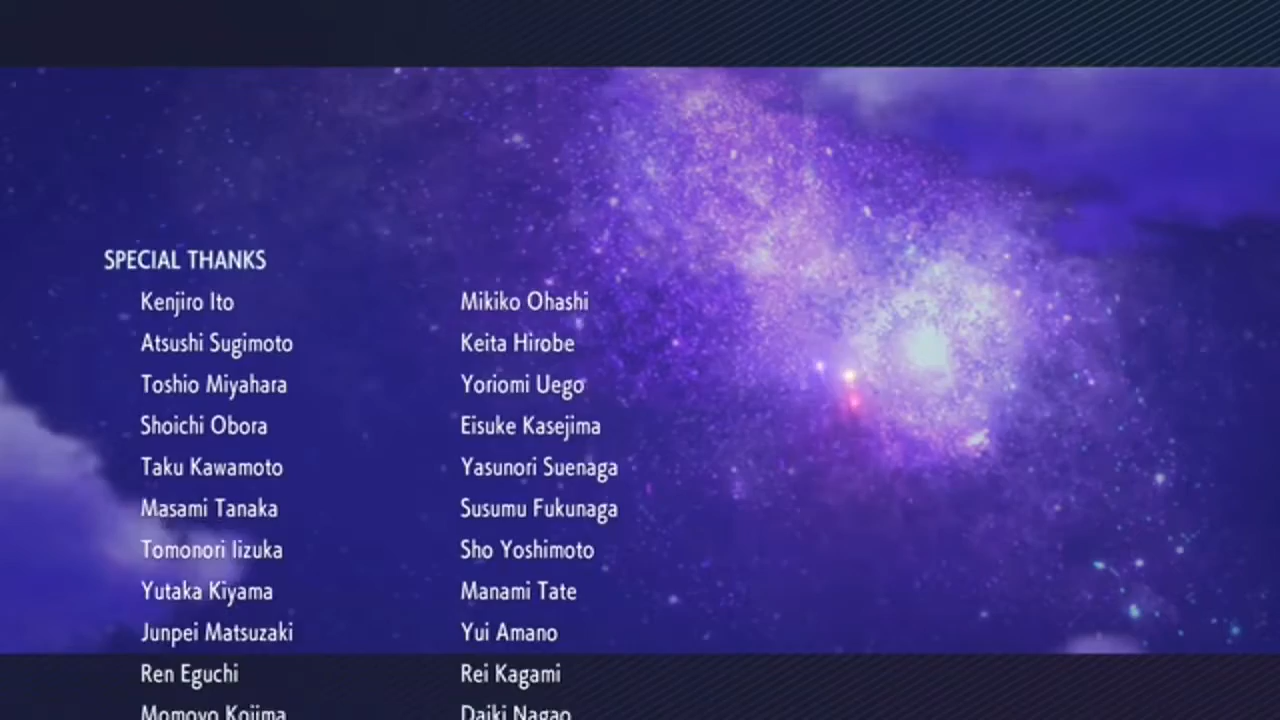 SPECIAL THANKS
Kenjiro Ito Mikiko Ohashi
Atsushi Sugimoto Keita Hirobe
Toshio Miyahara Yoriomi Uego
Shoichi Obora Eisuke Kasejima
Taku Kawamoto Yasunori Suenaga
Masami Tanaka Susumu Fukunaga
Tomonori Iizuka Sho Yoshimoto
Yutaka Kiyama Manami Tate
Junpei Matsuzaki Yui Amano
Ren Eguchi Rei Kagami
Momoyo Kojima Daiki Nagao